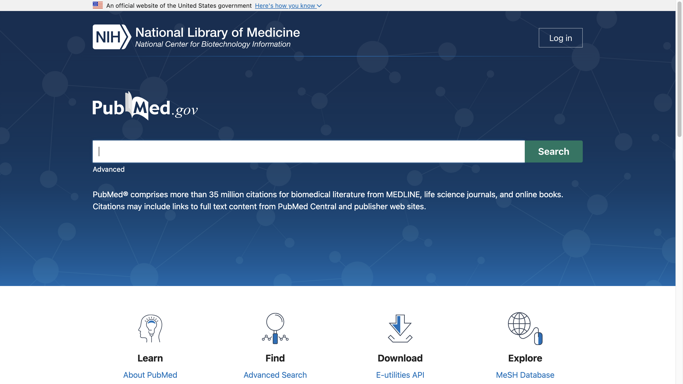 An official website of the United States government Here's how you know
NIH National Library of Medicine
National Center for Biotechnology Information
Log in
PubMed.gov
Search
Advanced
PubMed® comprises more than 35 million citations for biomedical literature from MEDLINE, life science journals, and online books.
Citations may include links to full text content from PubMed Central and publisher web sites.
Learn
Find
Download
Explore
About PubMed
Advanced Search
E-utilities API
MeSH Database